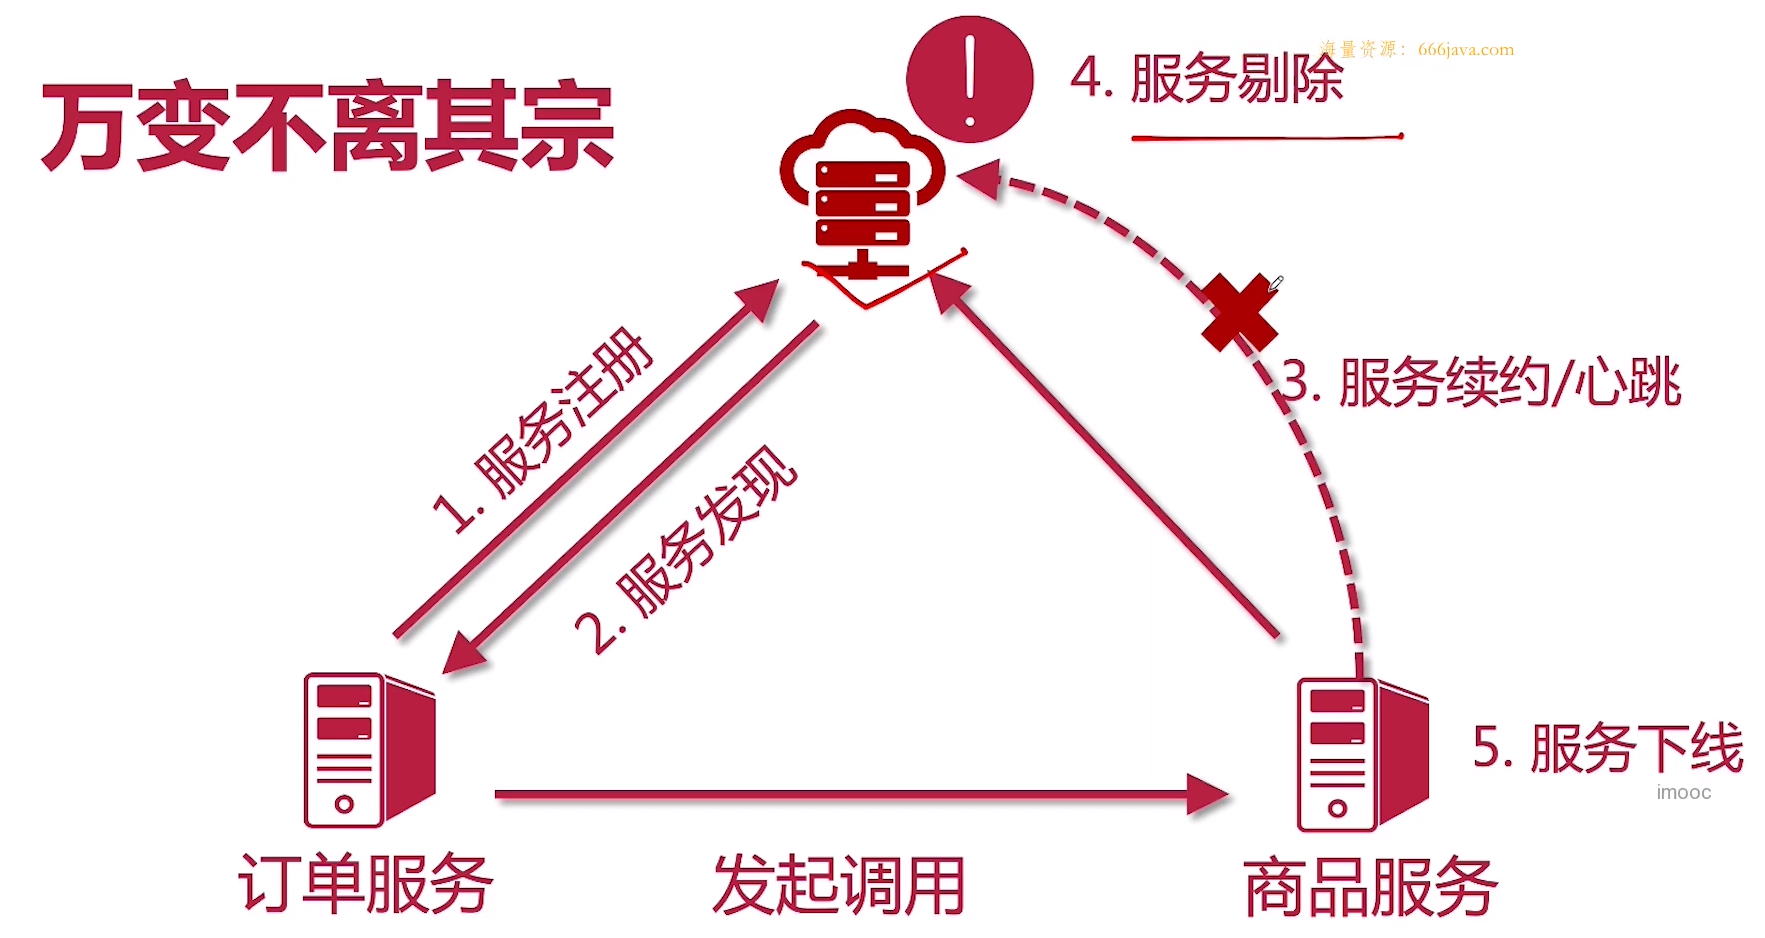 海量资源：666java.com
4. 服务剔除
万变不离其宗
1. 服务注册
2. 服务发现
3. 服务续约/心跳
5. 服务下线
imooc
订单服务
发起调用
商品服务